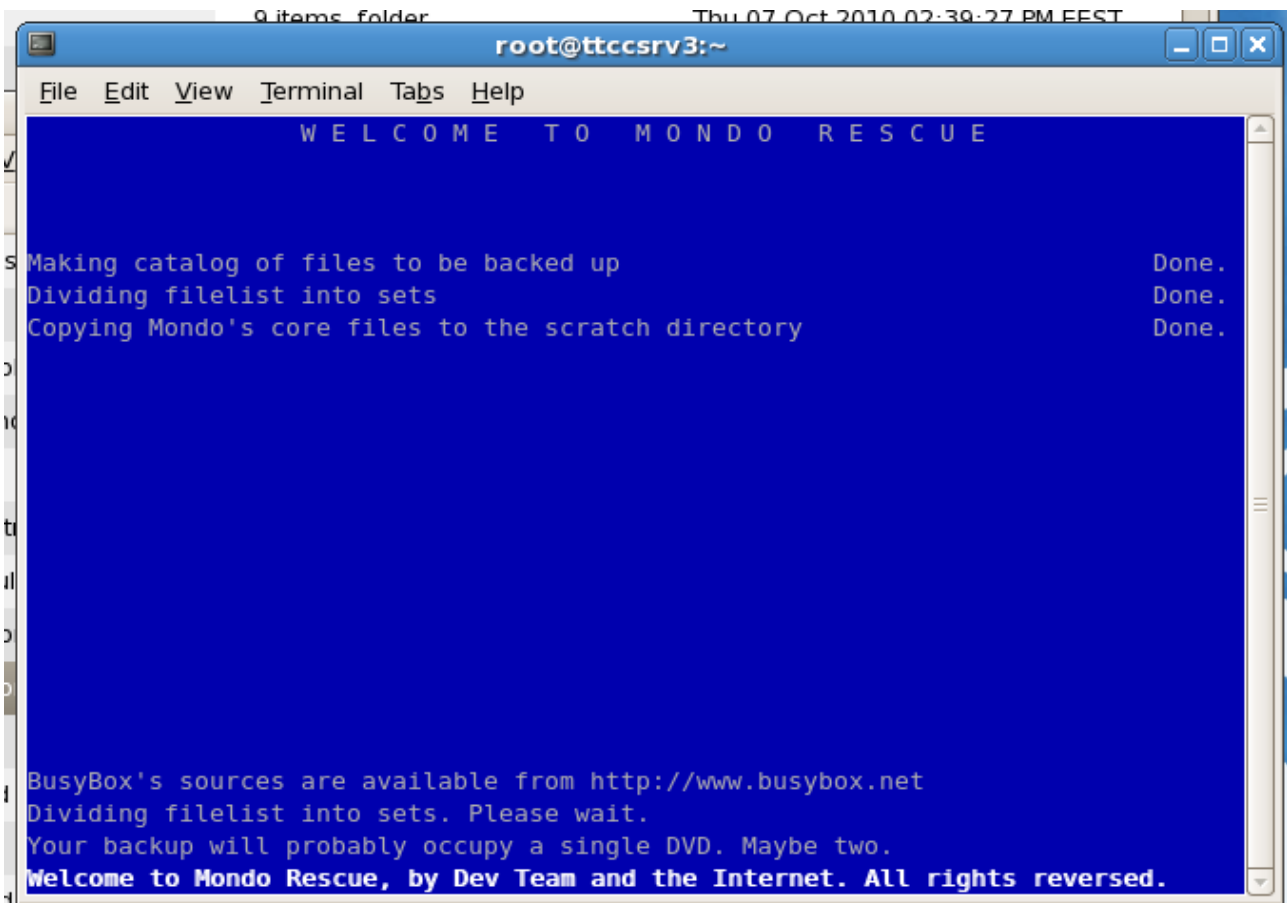 9 items folder Thu 07 Oct 2010 02:39:27 PM EEST
root@ttccsrv3:~
File Edit View Terminal Tabs Help
W E L C O M E   T O   M O N D O   R E S C U E
Making catalog of files to be backed up Done.
Dividing filelist into sets Done.
Copying Mondo's core files to the scratch directory Done.
BusyBox's sources are available from http://www.busybox.net
Dividing filelist into sets. Please wait.
Your backup will probably occupy a single DVD. Maybe two.
Welcome to Mondo Rescue, by Dev Team and the Internet. All rights reversed.